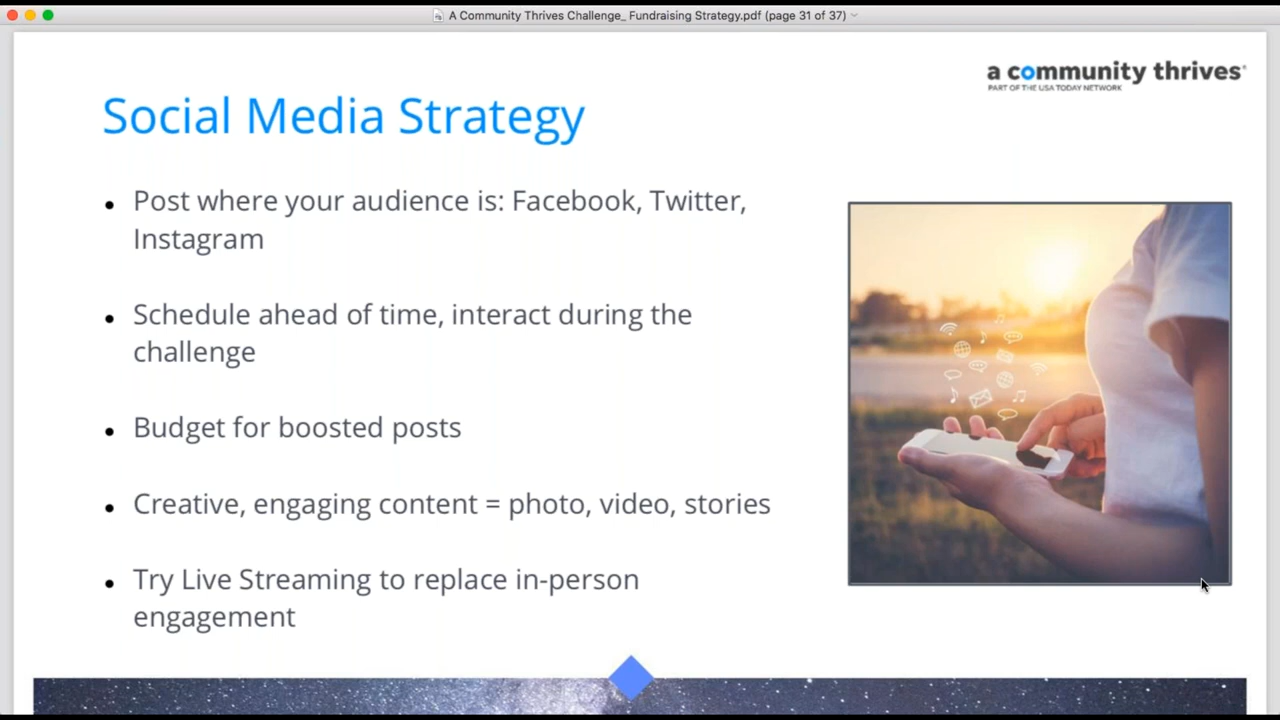 A Community Thrives Challenge_ Fundraising Strategy.pdf (page 31 of 37)
a community thrives
PART OF THE USA TODAY NETWORK
Social Media Strategy
• Post where your audience is: Facebook, Twitter,
Instagram
• Schedule ahead of time, interact during the
challenge
• Budget for boosted posts
• Creative, engaging content = photo, video, stories
• Try Live Streaming to replace in-person
engagement